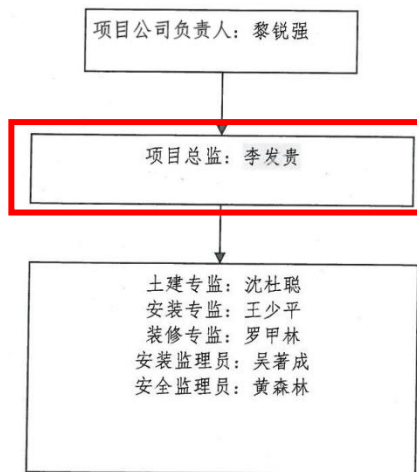 项目公司负责人：黎锐强
项目总监：李发贵
土建专监：沈杜聪
安装专监：王少平
装修专监：罗甲林
安装监理员：吴著成
安全监理员：黄森林